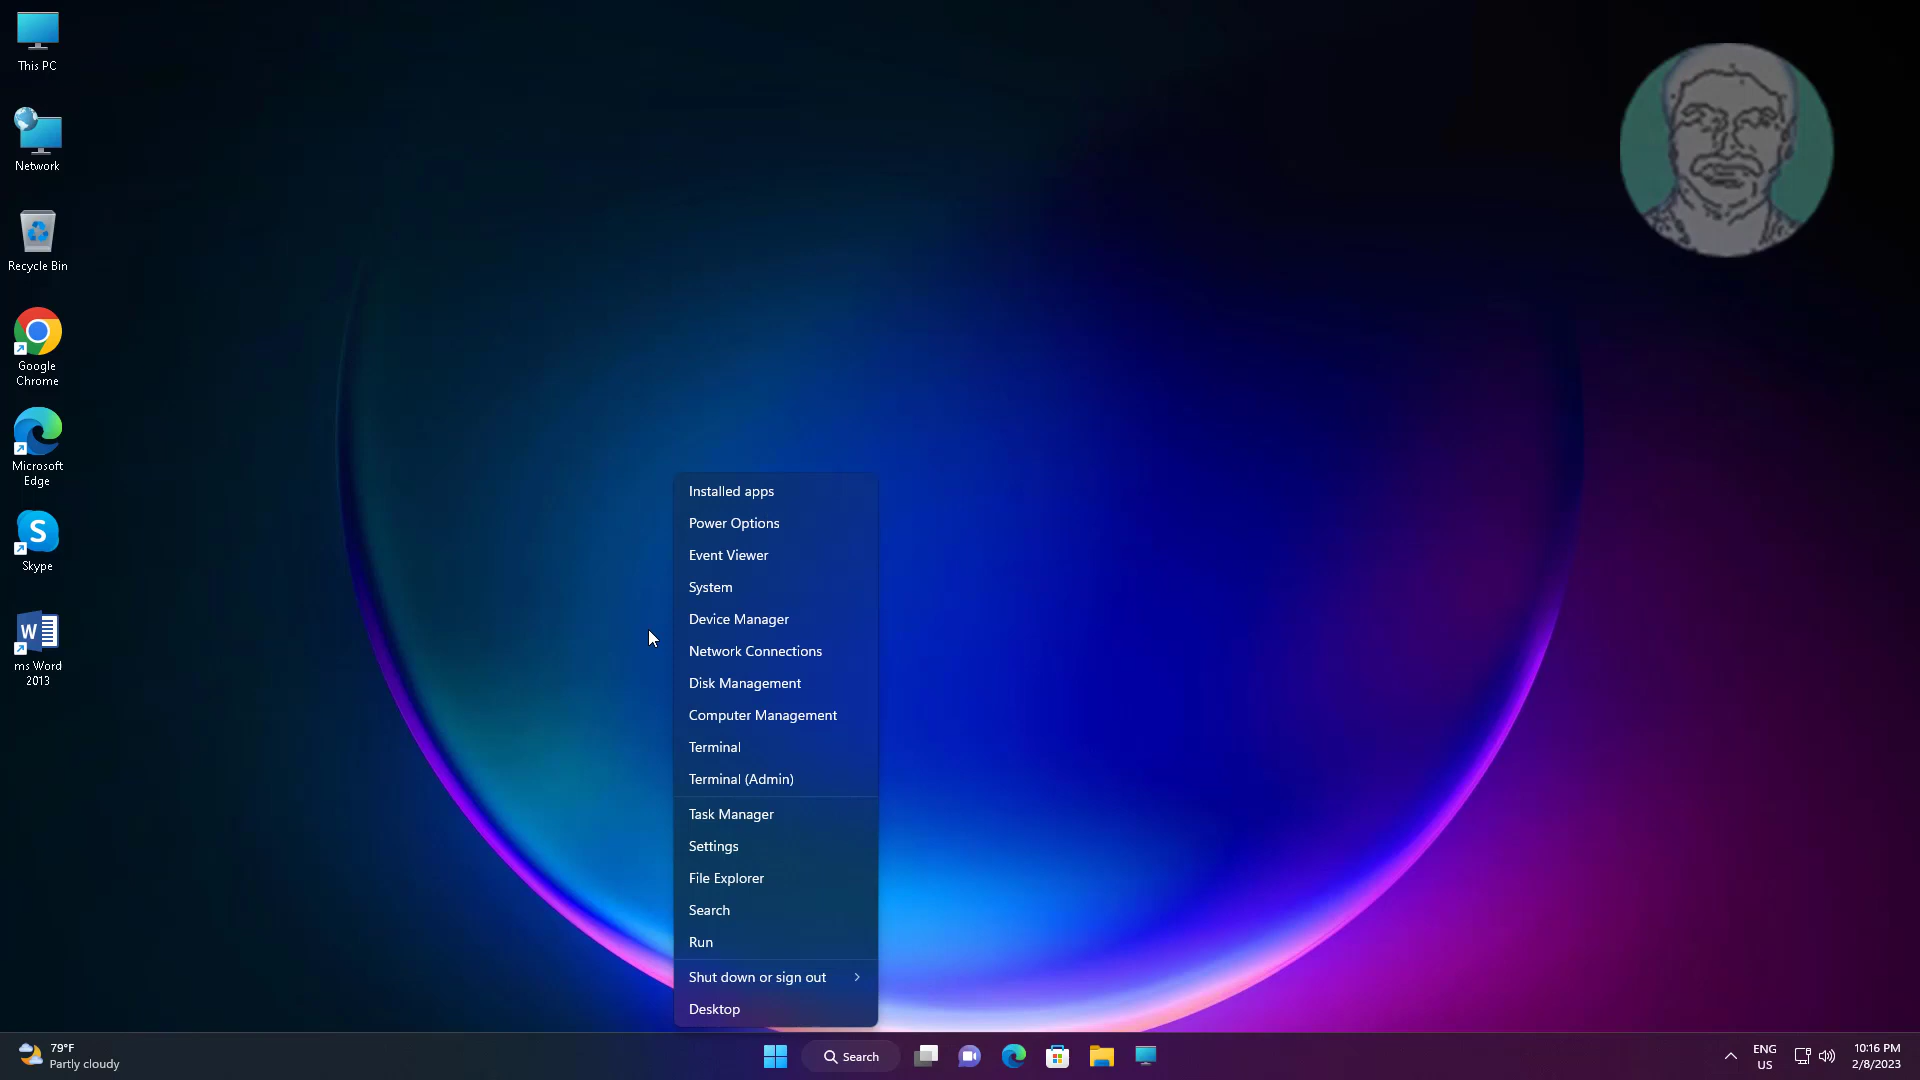 This PC
Network
Recycle Bin
Google
Chrome
Microsoft
Edge
S
Skype
W
ms Word
2013
Installed apps
Power Options
Event Viewer
System
Device Manager
Network Connections
Disk Management
Computer Management
Terminal
Terminal (Admin)
Task Manager
Settings
File Explorer
Search
Run
Shut down or sign out
Desktop
79°F
Partly cloudy
Search
ENG
US
10:16 PM
2/8/2023